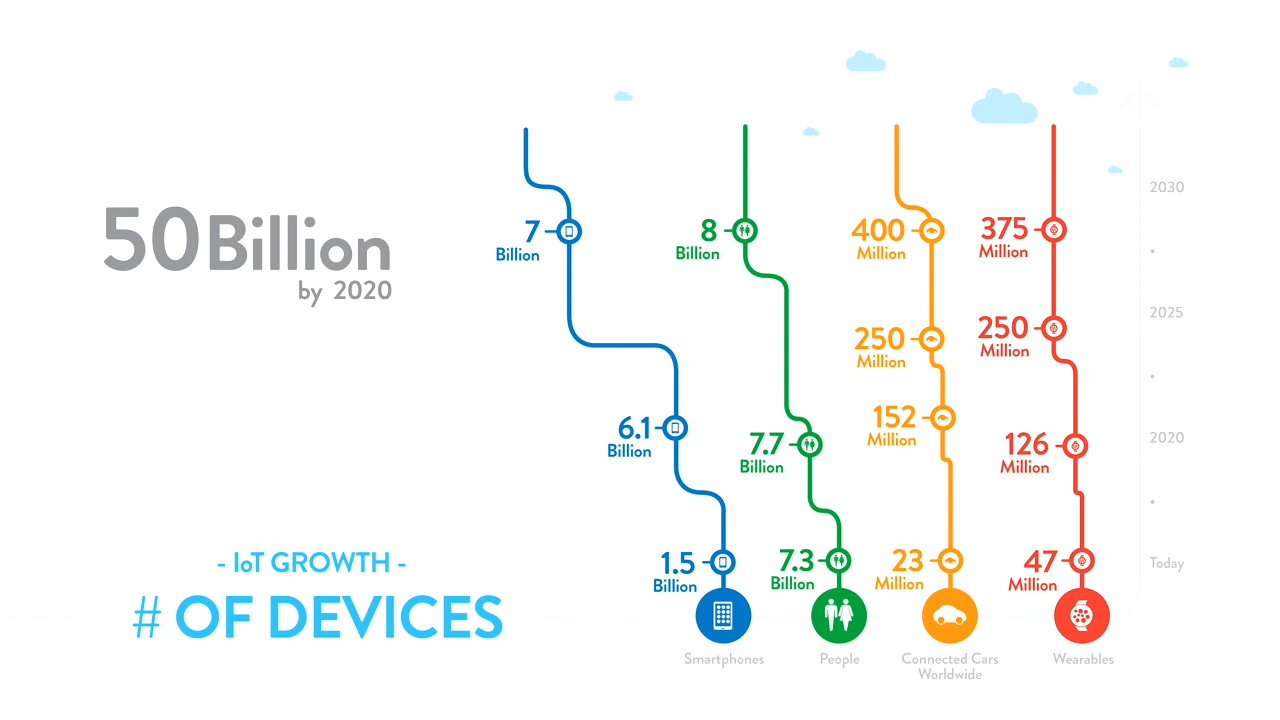 50 Billion
by 2020
- IoT GROWTH -
# OF DEVICES
7
Billion
6.1
Billion
1.5
Billion
Smartphones
8
Billion
7.7
Billion
7.3
Billion
People
400
Million
250
Million
152
Million
23
Million
Connected Cars
Worldwide
375
Million
250
Million
126
Million
47
Million
Wearables
2030
2025
2020
Today